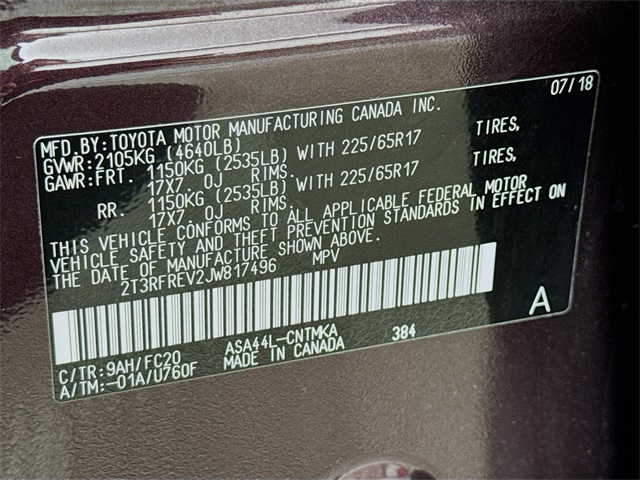 07/18
MFD.BY:TOYOTA MOTOR MANUFACTURING CANADA INC.
GVWR:2105KG (4640LB)
GAWR:FRT. 1150KG (2535LB) WITH 225/65R17 TIRES,
17X7.0J RIMS.
RR. 1150KG (2535LB) WITH 225/65R17 TIRES,
17X7.0J RIMS.
THIS VEHICLE CONFORMS TO ALL APPLICABLE FEDERAL MOTOR
VEHICLE SAFETY AND THEFT PREVENTION STANDARDS IN EFFECT ON
THE DATE OF MANUFACTURE SHOWN ABOVE.
2T3RFREV2JW817496 MPV
A
C/TR:9AH/FC20 ASA44L-CNTMKA 384
A/TM:-01A/U760F MADE IN CANADA